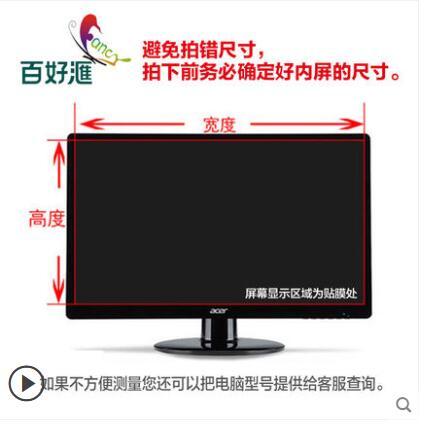 Fancy
百好滙
避免拍错尺寸，
拍下前务必确定好内屏的尺寸。
宽度
高度
屏幕显示区域为贴膜处
acer
如果不方便测量您还可以把电脑型号提供给客服查询。